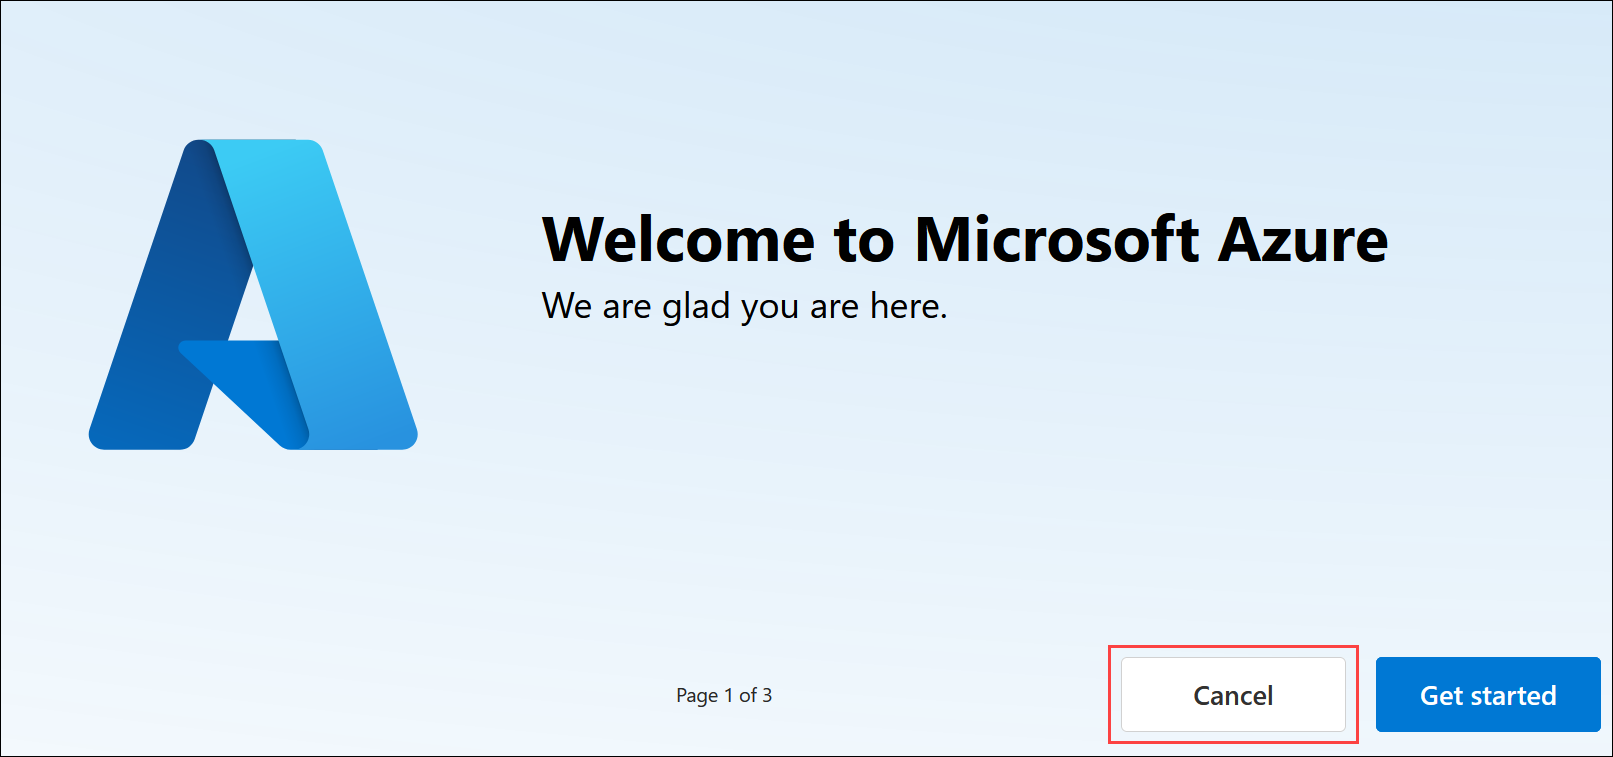 Welcome to Microsoft Azure
We are glad you are here.
Page 1 of 3
Cancel
Get started